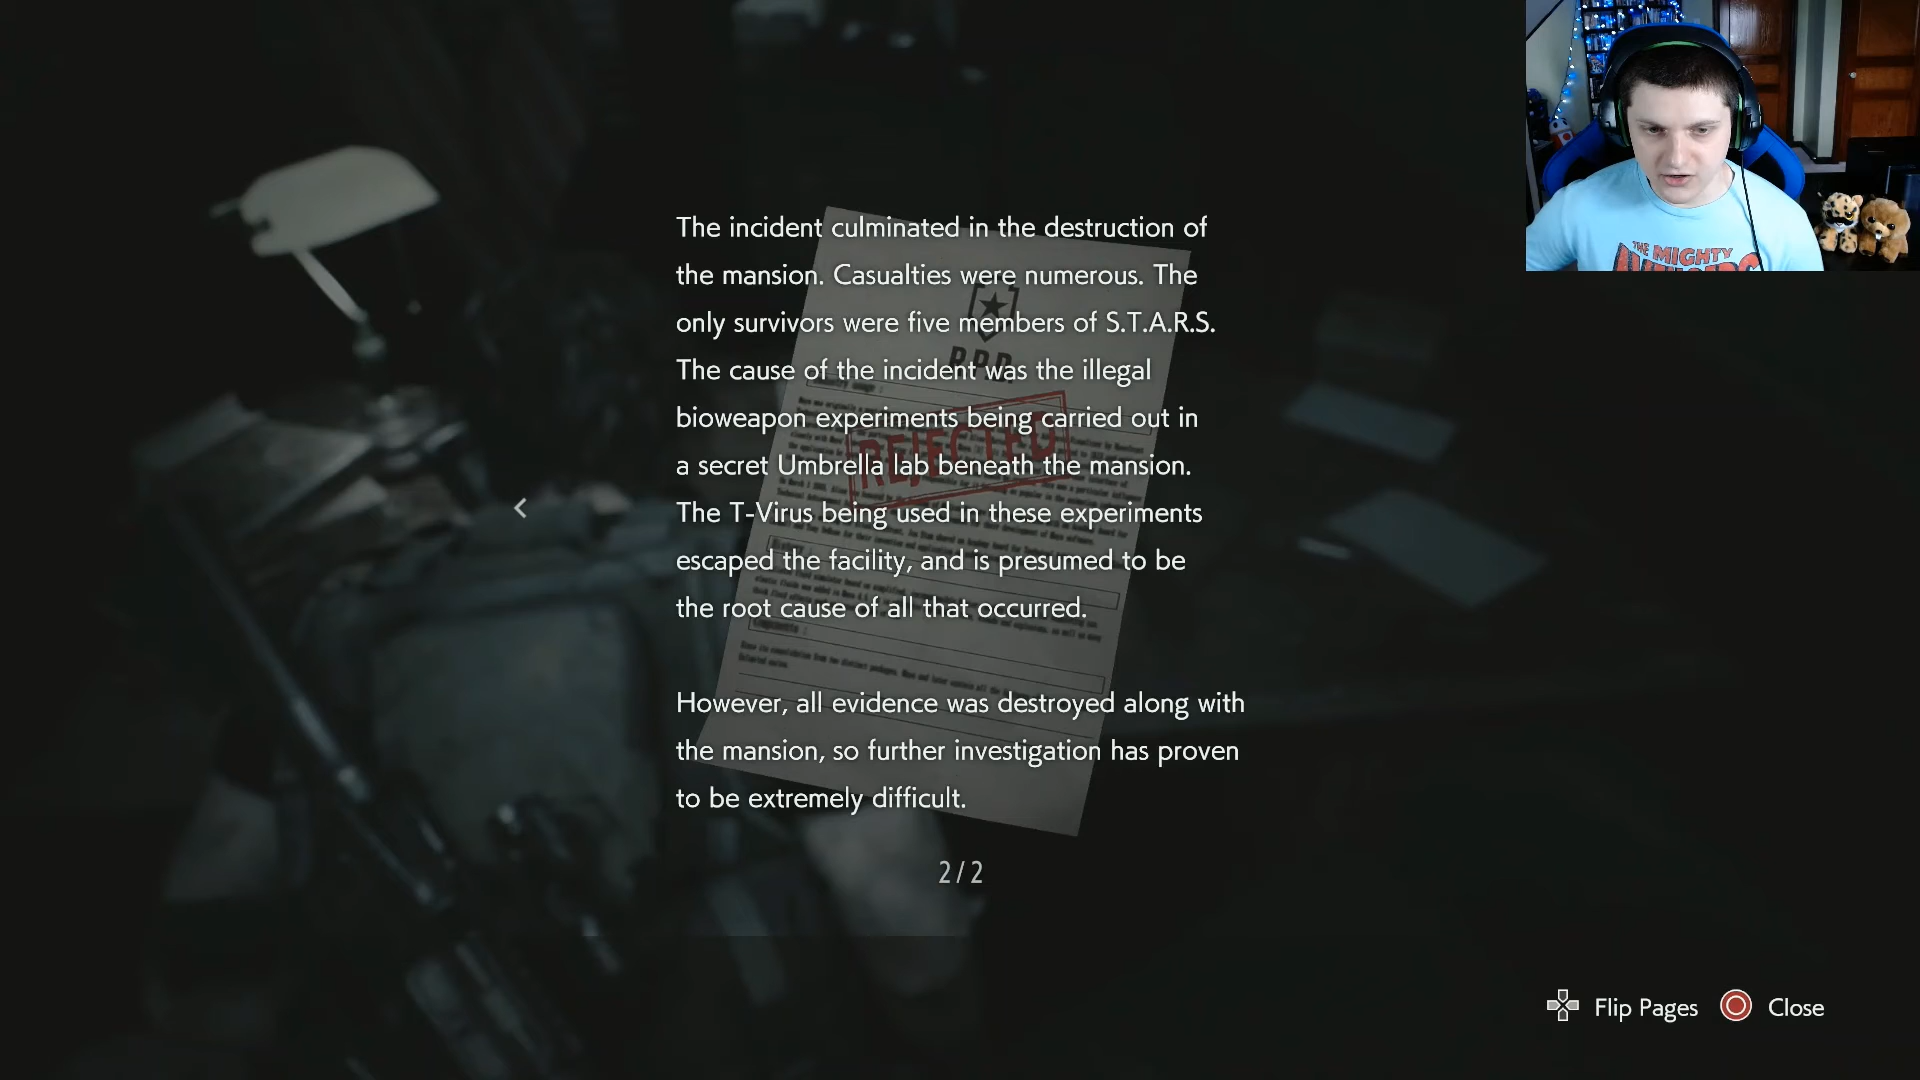 The incident culminated in the destruction of
the mansion. Casualties were numerous. The
only survivors were five members of S.T.A.R.S.
The cause of the incident was the illegal
bioweapon experiments being carried out in
a secret Umbrella lab beneath the mansion.
The T-Virus being used in these experiments
escaped the facility, and is presumed to be
the root cause of all that occurred.
However, all evidence was destroyed along with
the mansion, so further investigation has proven
to be extremely difficult.
2/2
R.P.D.
REJECTED
THE MIGHTY
Flip Pages
Close